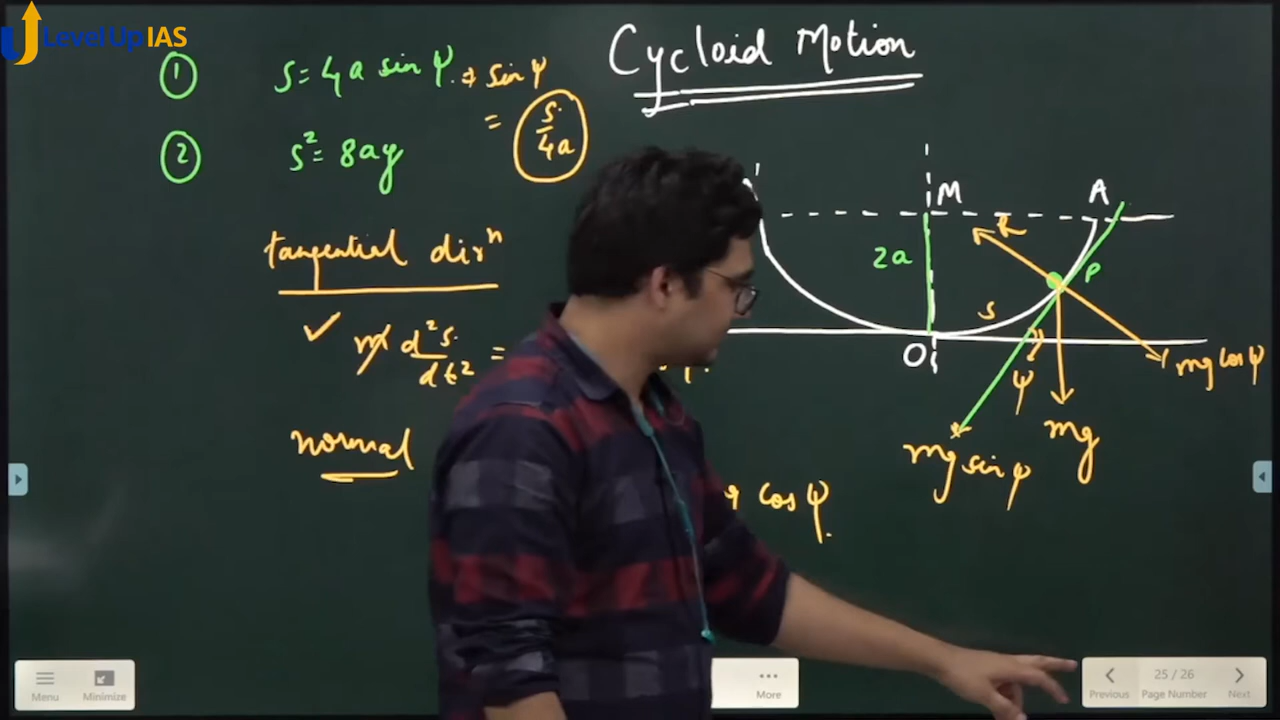 Level Up IAS
Cycloid Motion
① s = 4a sin ψ. ⇒ sin ψ
= s/4a
② s² = 8ay
M
A
R
2a
P
s
O
ψ
mg cos ψ
mg
mg sin ψ
tangential dirⁿ
✓ m d²s/dt² =
normal
cos ψ.
Menu
Minimize
More
Previous
25 / 26
Page Number
Next